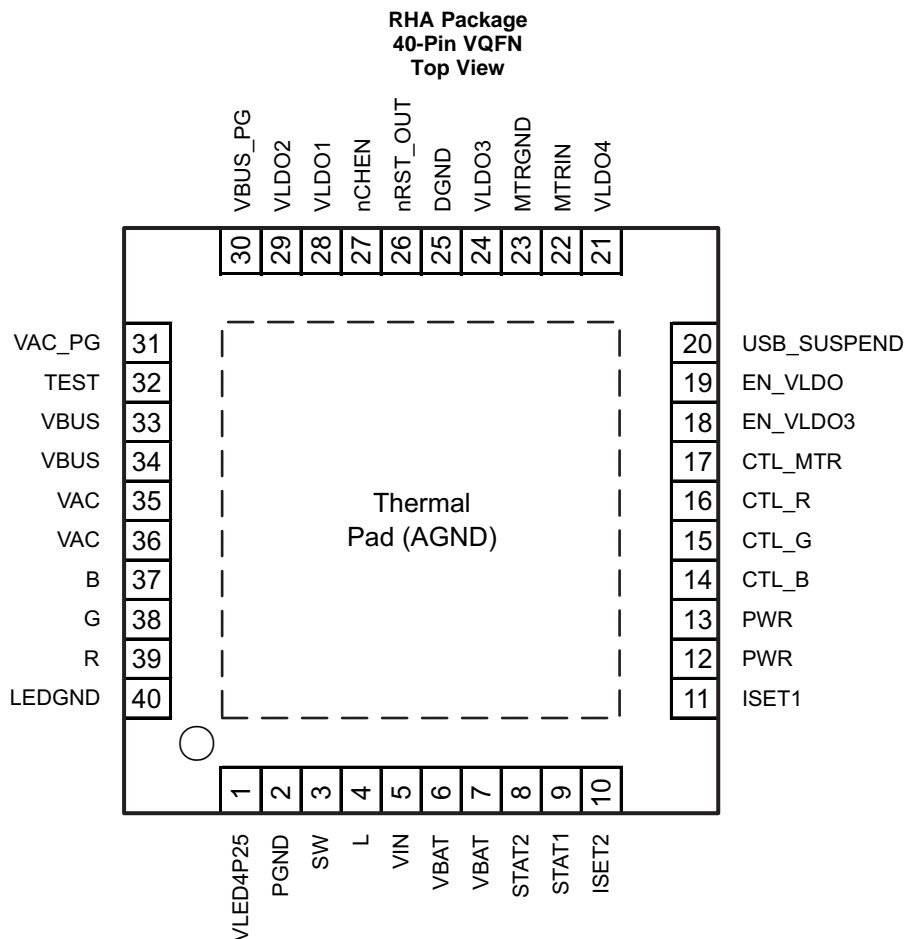 RHA Package
40-Pin VQFN
Top View
VBUS_PG
VLDO2
VLDO1
nCHEN
nRST_OUT
DGND
VLDO3
MTRGND
MTRIN
VLDO4
30
29
28
27
26
25
24
23
22
21
VAC_PG 31
TEST 32
VBUS 33
VBUS 34
VAC 35
VAC 36
B 37
G 38
R 39
LEDGND 40
Thermal
Pad (AGND)
20 USB_SUSPEND
19 EN_VLDO
18 EN_VLDO3
17 CTL_MTR
16 CTL_R
15 CTL_G
14 CTL_B
13 PWR
12 PWR
11 ISET1
1
2
3
4
5
6
7
8
9
10
VLED4P25
PGND
SW
L
VIN
VBAT
VBAT
STAT2
STAT1
ISET2